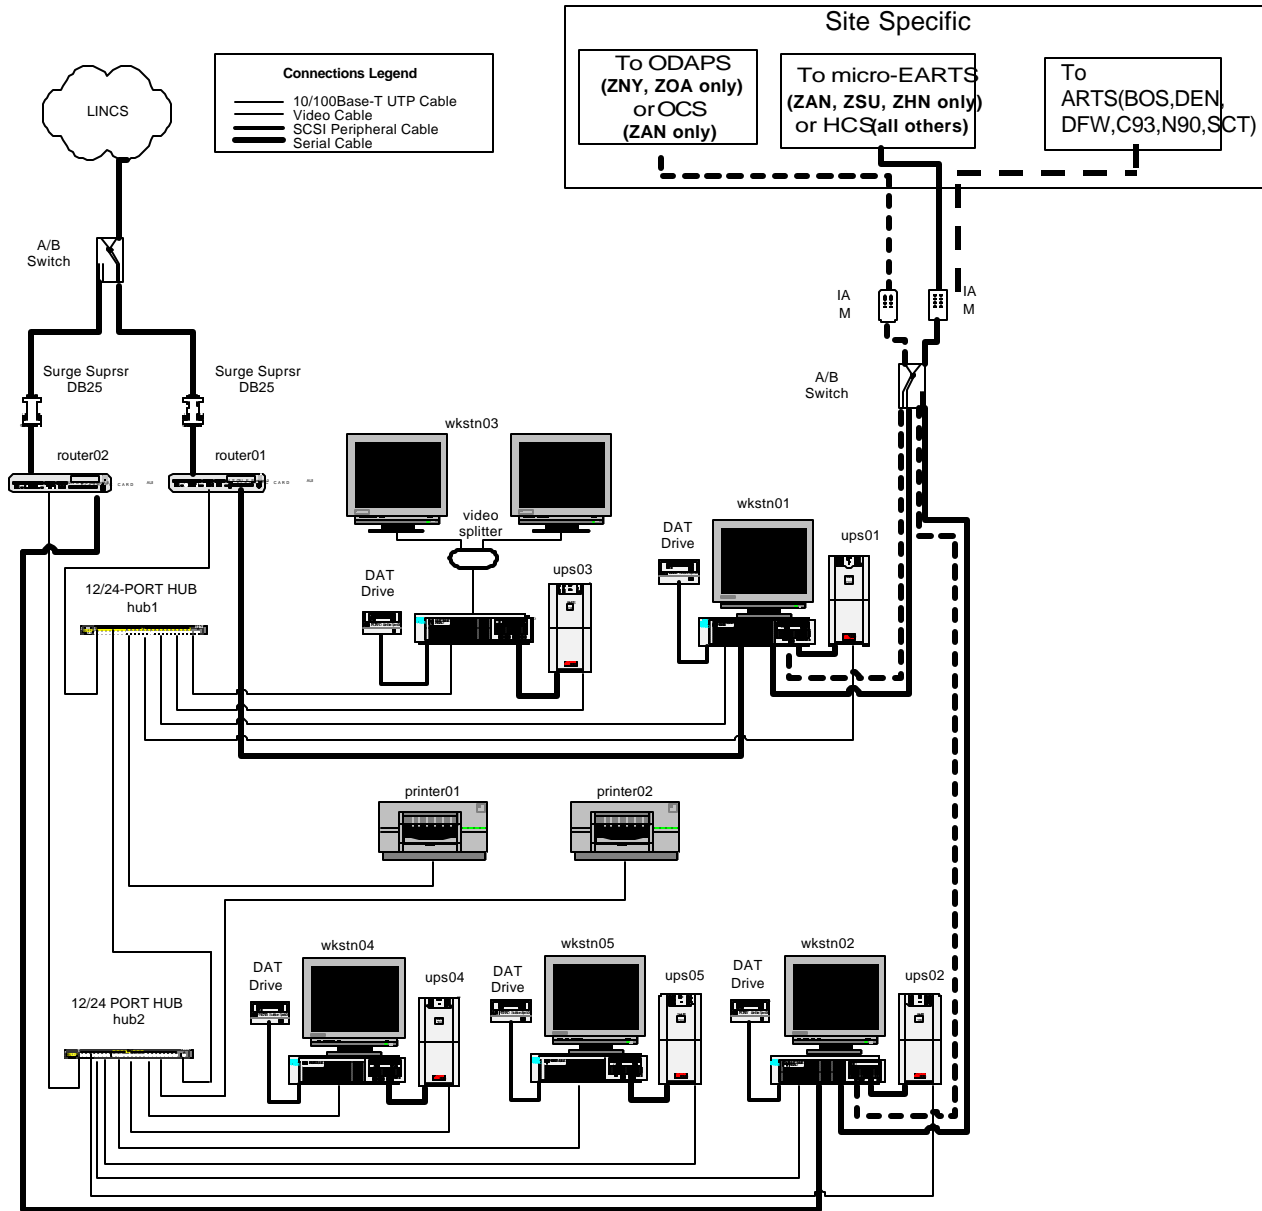 Site Specific
To ODAPS
(ZNY, ZOA only)
or OCS
(ZAN only)
To micro-EARTS
(ZAN, ZSU, ZHN only)
or HCS (all others)
To
ARTS(BOS,DEN,
DFW,C93,N90,SCT)
Connections Legend
10/100Base-T UTP Cable
Video Cable
SCSI Peripheral Cable
Serial Cable
LINCS
A/B
Switch
IA
M
IA
M
A/B
Switch
Surge Suprsr
DB25
Surge Suprsr
DB25
router02
router01
CARD
CARD
wkstn03
video
splitter
wkstn01
DAT
Drive
ups01
DAT
Drive
ups03
12/24-PORT HUB
hub1
printer01
printer02
wkstn04
DAT
Drive
ups04
wkstn05
DAT
Drive
ups05
wkstn02
DAT
Drive
ups02
12/24 PORT HUB
hub2